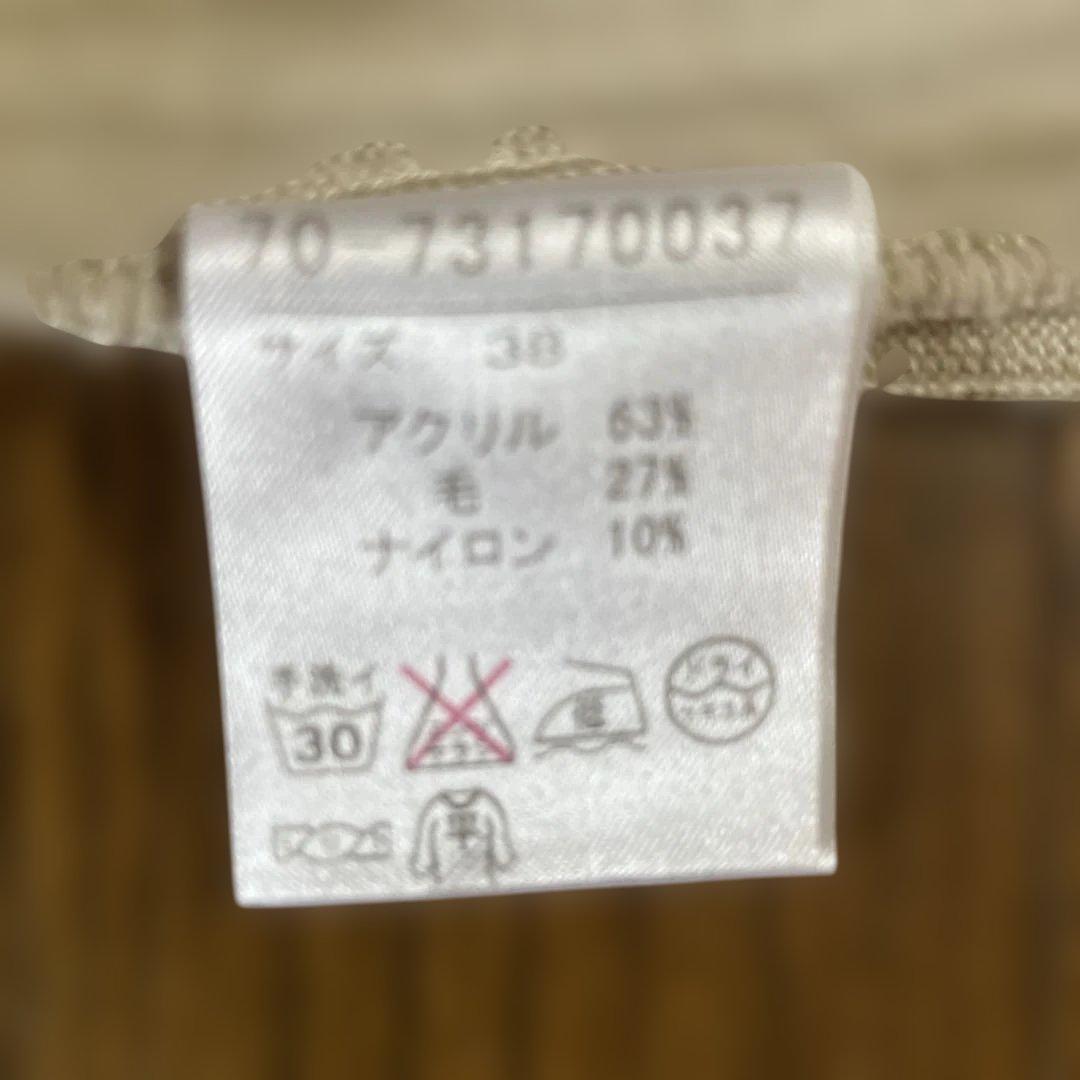 70-73170037
サイズ 38
アクリル 63%
毛 27%
ナイロン 10%
手洗イ
30
平